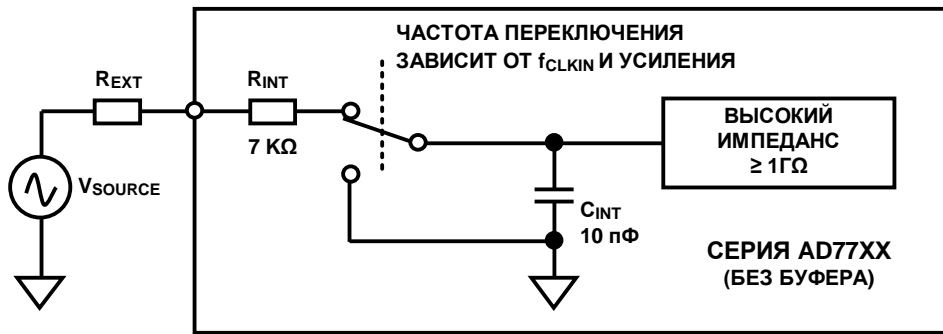 ЧАСТОТА ПЕРЕКЛЮЧЕНИЯ
ЗАВИСИТ ОТ fCLKIN И УСИЛЕНИЯ
REXT
RINT
7 KΩ
VSOURCE
ВЫСОКИЙ
ИМПЕДАНС
≥ 1ГΩ
CINT
10 пФ
СЕРИЯ AD77XX
(БЕЗ БУФЕРА)